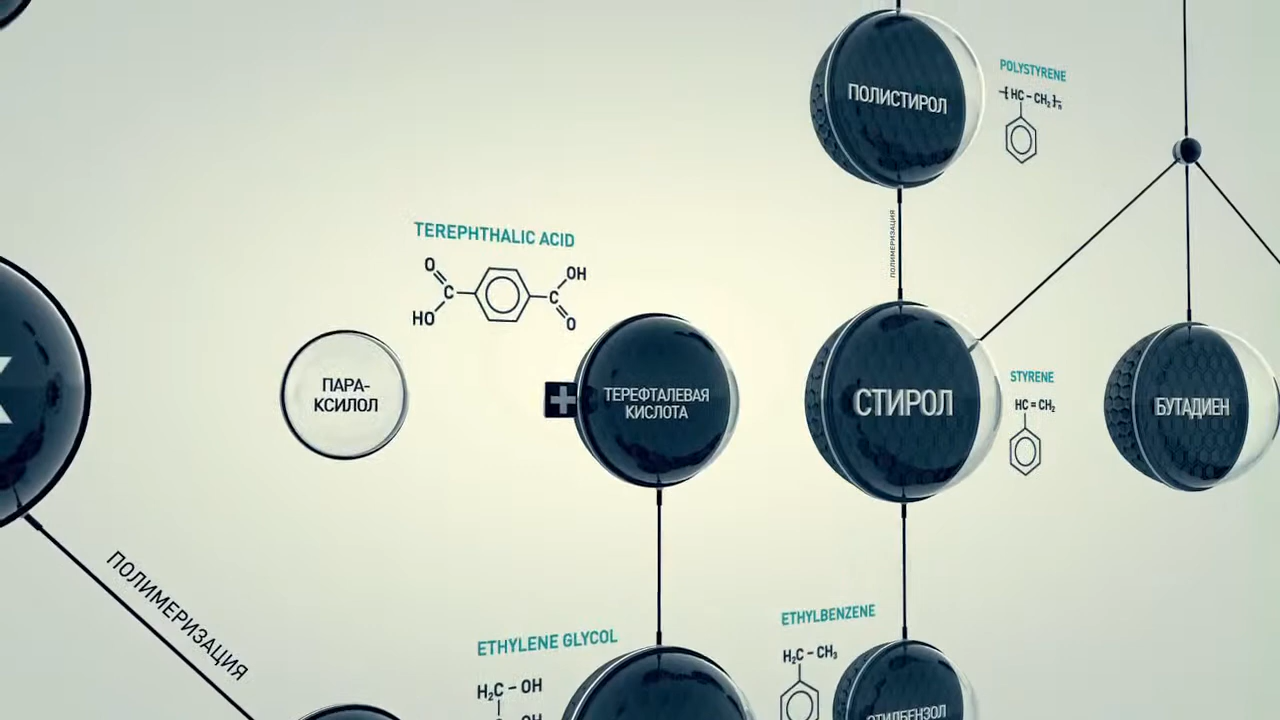 ПОЛИСТИРОЛ
POLYSTYRENE
HC – CH₂
n
ПОЛИМЕРИЗАЦИЯ
TEREPHTHALIC ACID
O
OH
C
C
HO
O
ПАРА-
КСИЛОЛ
ТЕРЕФТАЛЕВАЯ
КИСЛОТА
СТИРОЛ
STYRENE
HC = CH₂
БУТАДИЕН
ПОЛИМЕРИЗАЦИЯ
ETHYLENE GLYCOL
H₂C – OH
OH
ETHYLBENZENE
H₂C – CH₃
ЭТИЛБЕНЗОЛ